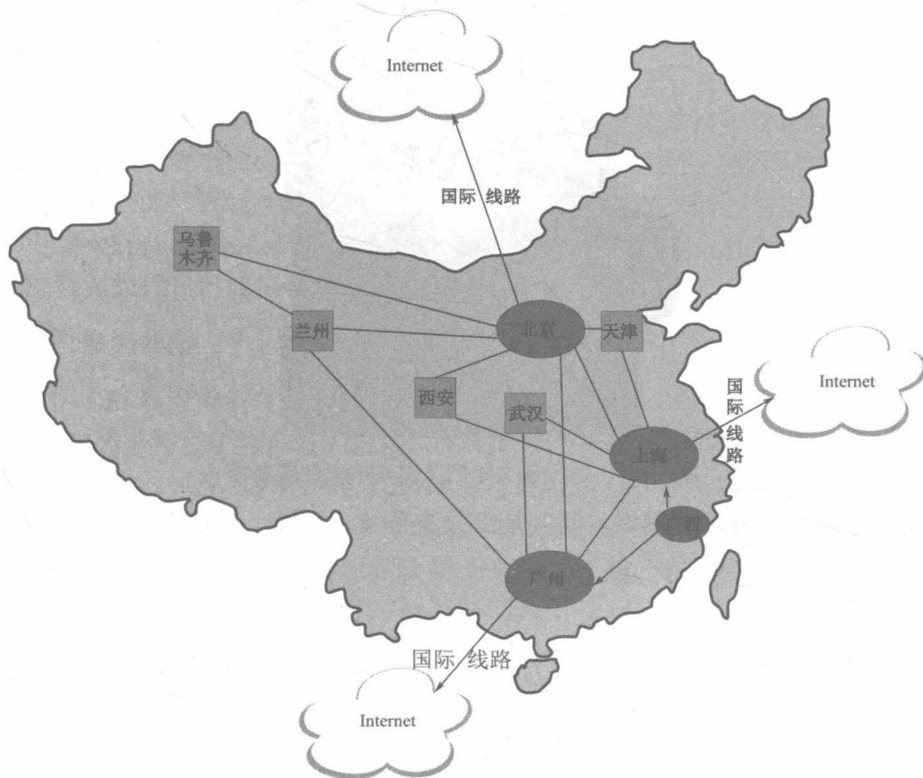 Internet
国际 线路
乌鲁
木齐
兰州
北京
天津
西安
武汉
上海
国际 线路
Internet
广州
国际 线路
Internet